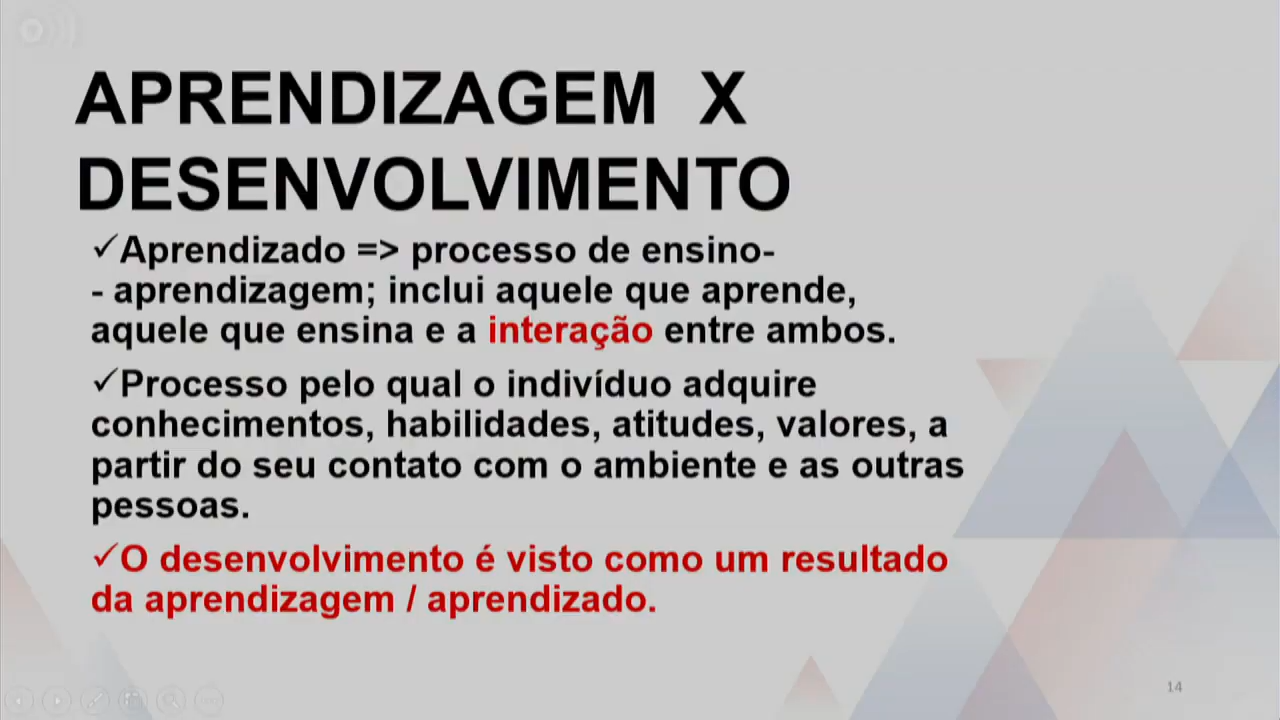 APRENDIZAGEM X
DESENVOLVIMENTO
✓Aprendizado => processo de ensino-
- aprendizagem; inclui aquele que aprende,
aquele que ensina e a interação entre ambos.
✓Processo pelo qual o indivíduo adquire
conhecimentos, habilidades, atitudes, valores, a
partir do seu contato com o ambiente e as outras
pessoas.
✓O desenvolvimento é visto como um resultado
da aprendizagem / aprendizado.
14